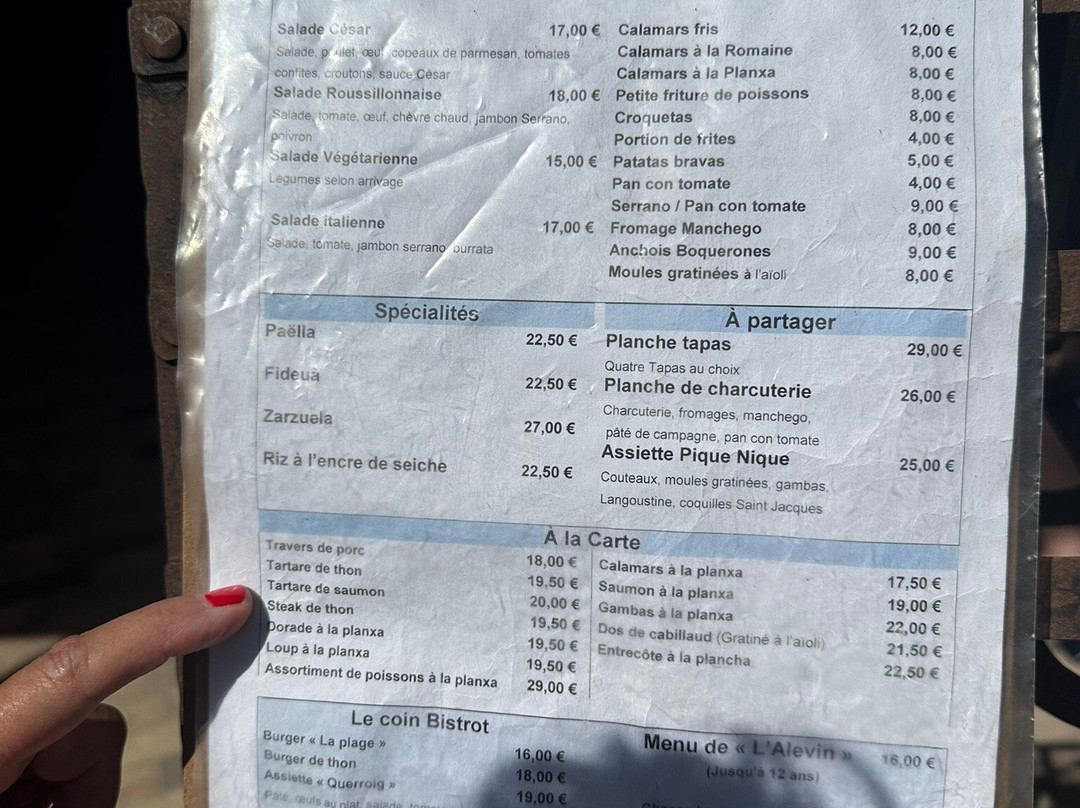 Salade César 17,00 €
Salade, poulet, œuf, copeaux de parmesan, tomates
confites, croutons, sauce César
Salade Roussillonnaise 18,00 €
Salade, tomate, œuf, chèvre chaud, jambon Serrano,
poivron
Salade Végétarienne 15,00 €
Légumes selon arrivage
Salade italienne 17,00 €
Salade, tomate, jambon serrano, burrata
Calamars fris 12,00 €
Calamars à la Romaine 8,00 €
Calamars à la Planxa 8,00 €
Petite friture de poissons 8,00 €
Croquetas 8,00 €
Portion de frites 4,00 €
Patatas bravas 5,00 €
Pan con tomate 4,00 €
Serrano / Pan con tomate 9,00 €
Fromage Manchego 8,00 €
Anchois Boquerones 9,00 €
Moules gratinées à l'aïoli 8,00 €
Spécialités
Paëlla 22,50 €
Fideuà 22,50 €
Zarzuela 27,00 €
Riz à l'encre de seiche 22,50 €
À partager
Planche tapas 29,00 €
Quatre Tapas au choix
Planche de charcuterie 26,00 €
Charcuterie, fromages, manchego,
pâté de campagne, pan con tomate
Assiette Pique Nique 25,00 €
Couteaux, moules gratinées, gambas,
Langoustine, coquilles Saint Jacques
À la Carte
Travers de porc 18,00 €
Tartare de thon 19,50 €
Tartare de saumon 20,00 €
Steak de thon 19,50 €
Dorade à la planxa 19,50 €
Loup à la planxa 19,50 €
Assortiment de poissons à la planxa 29,00 €
Calamars à la planxa 17,50 €
Saumon à la planxa 19,00 €
Gambas à la planxa 22,00 €
Dos de cabillaud (Gratiné à l'aïoli) 21,50 €
Entrecôte à la plancha 22,50 €
Le coin Bistrot
Burger « La plage » 16,00 €
Burger de thon 18,00 €
Assiette « Querroig » 19,00 €
Pâté, œufs au plat, salade,
Menu de « L'Alevin » 16,00 €
(Jusqu'à 12 ans)